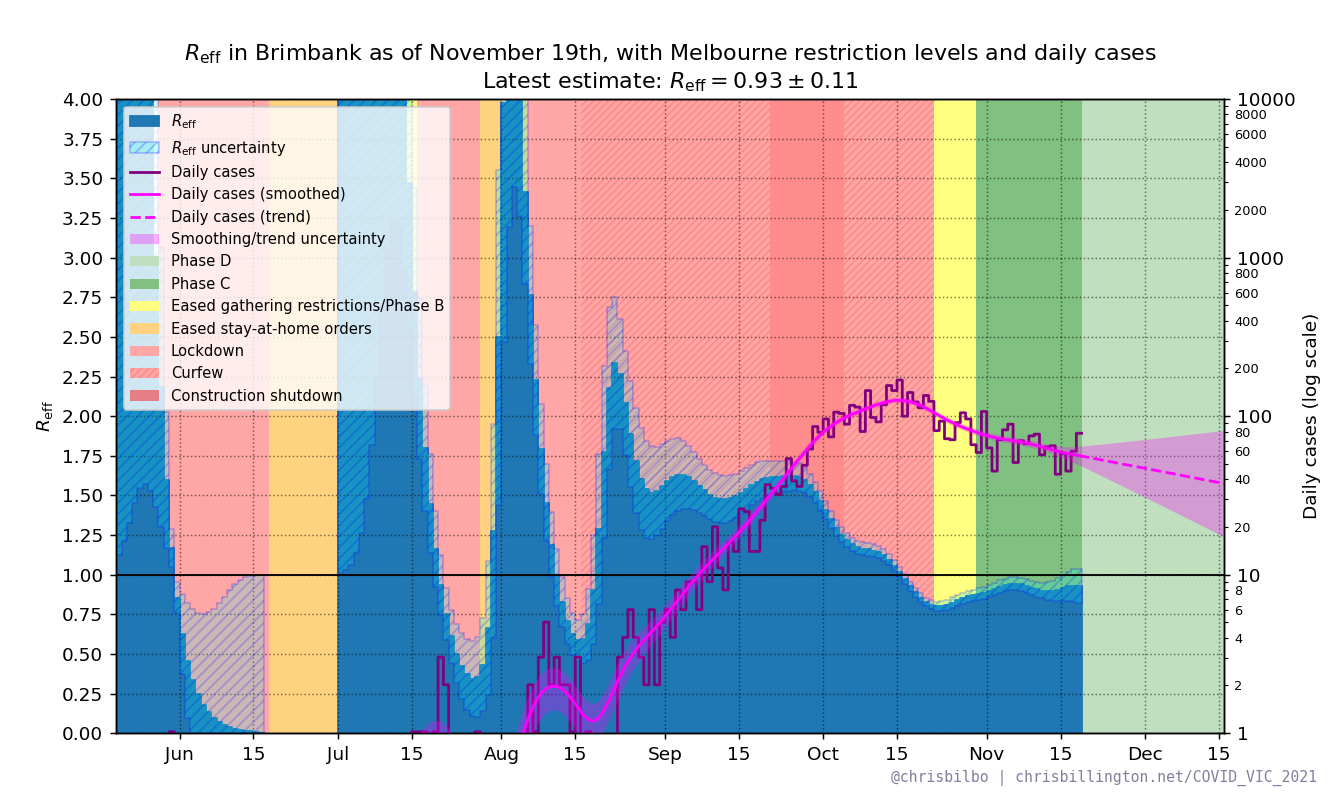 R_eff in Brimbank as of November 19th, with Melbourne restriction levels and daily cases
Latest estimate: R_eff = 0.93 ± 0.11
R_eff
R_eff uncertainty
Daily cases
Daily cases (smoothed)
Daily cases (trend)
Smoothing/trend uncertainty
Phase D
Phase C
Eased gathering restrictions/Phase B
Eased stay-at-home orders
Lockdown
Curfew
Construction shutdown
R_eff
4.00
3.75
3.50
3.25
3.00
2.75
2.50
2.25
2.00
1.75
1.50
1.25
1.00
0.75
0.50
0.25
0.00
10000
8000
6000
4000
2000
1000
800
600
400
200
100
80
60
40
20
10
8
6
4
2
1
Daily cases (log scale)
Jun 15 Jul 15 Aug 15 Sep 15 Oct 15 Nov 15 Dec 15
@chrisbilbo | chrisbillington.net/COVID_VIC_2021